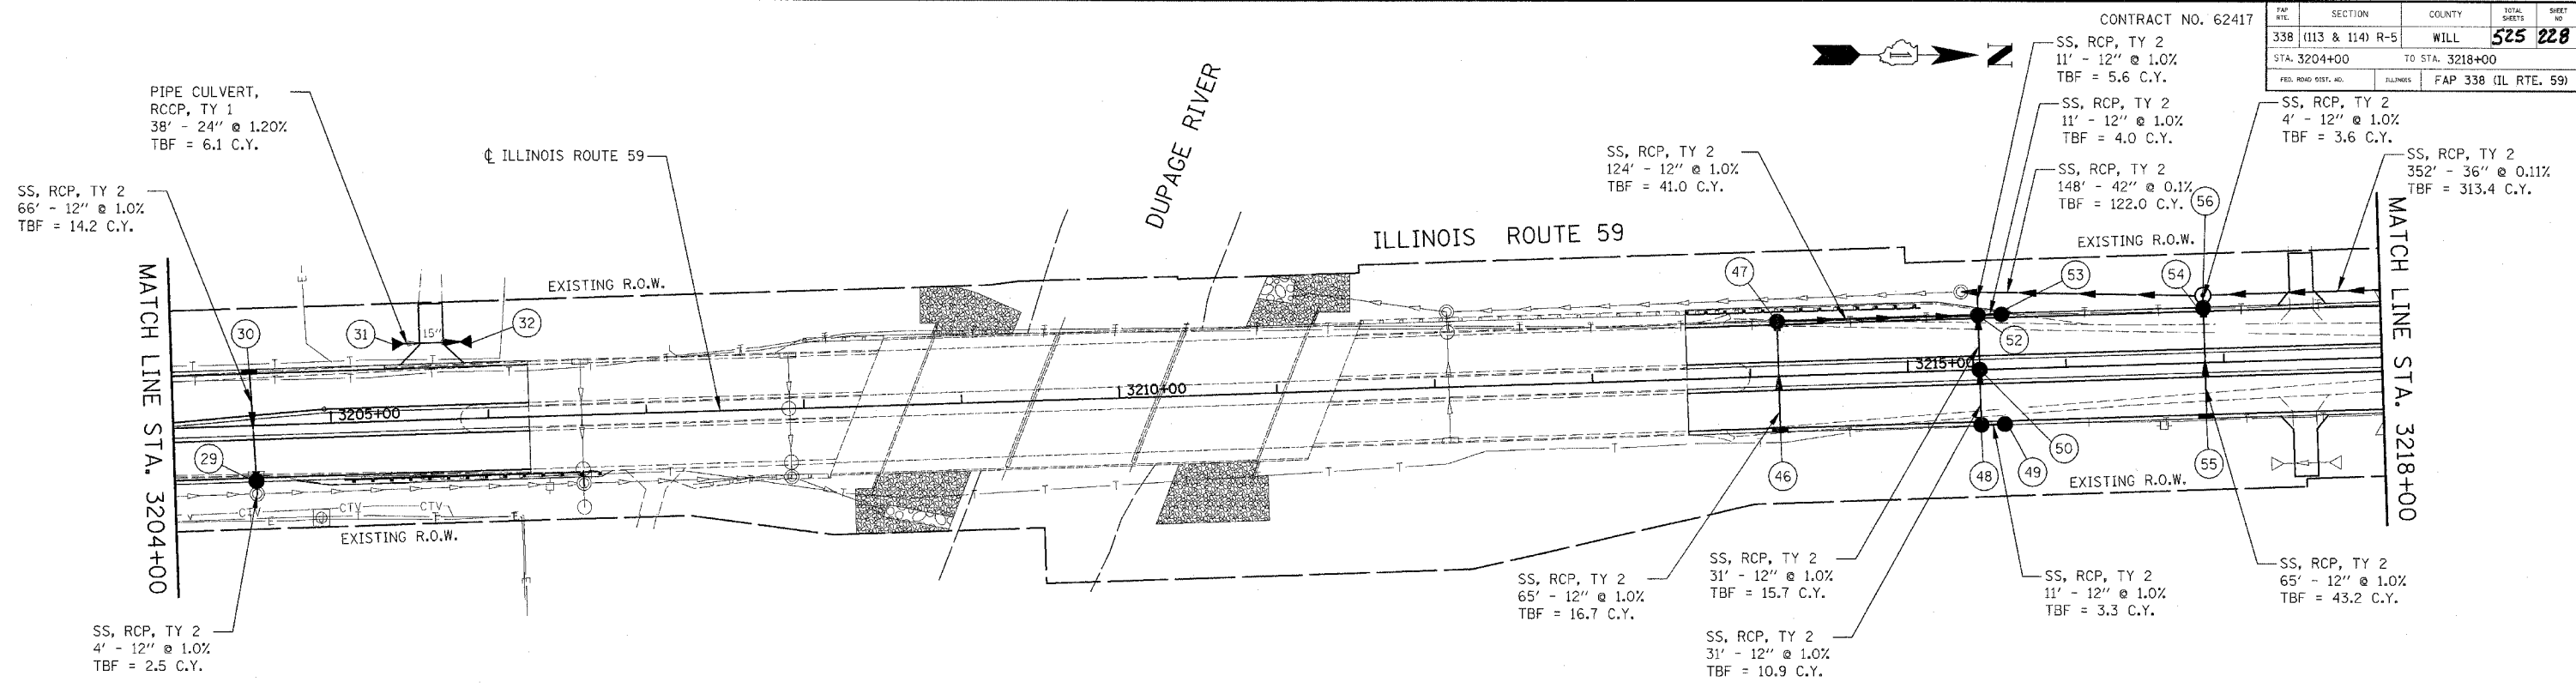 CONTRACT NO. 62417
FAP RTE.
SECTION
COUNTY
TOTAL SHEETS
SHEET NO
338
(113 & 114) R-5
WILL
525
228
STA. 3204+00
TO STA. 3218+00
FED. ROAD DIST. NO.
ILLINOIS
FAP 338 (IL RTE. 59)
N
PIPE CULVERT,
RCCP, TY 1
38' - 24" @ 1.20%
TBF = 6.1 C.Y.
℄ ILLINOIS ROUTE 59
DUPAGE RIVER
SS, RCP, TY 2
66' - 12" @ 1.0%
TBF = 14.2 C.Y.
SS, RCP, TY 2
124' - 12" @ 1.0%
TBF = 41.0 C.Y.
SS, RCP, TY 2
11' - 12" @ 1.0%
TBF = 5.6 C.Y.
SS, RCP, TY 2
11' - 12" @ 1.0%
TBF = 4.0 C.Y.
SS, RCP, TY 2
148' - 42" @ 0.1%
TBF = 122.0 C.Y.
SS, RCP, TY 2
4' - 12" @ 1.0%
TBF = 3.6 C.Y.
SS, RCP, TY 2
352' - 36" @ 0.11%
TBF = 313.4 C.Y.
ILLINOIS ROUTE 59
MATCH LINE STA. 3204+00
MATCH LINE STA. 3218+00
EXISTING R.O.W.
EXISTING R.O.W.
30
31
15"
32
47
53
54
56
52
3205+00
3210+00
3215+00
29
46
48
49
50
55
CTV
CTV
EXISTING R.O.W.
EXISTING R.O.W.
SS, RCP, TY 2
4' - 12" @ 1.0%
TBF = 2.5 C.Y.
SS, RCP, TY 2
65' - 12" @ 1.0%
TBF = 16.7 C.Y.
SS, RCP, TY 2
31' - 12" @ 1.0%
TBF = 15.7 C.Y.
SS, RCP, TY 2
31' - 12" @ 1.0%
TBF = 10.9 C.Y.
SS, RCP, TY 2
11' - 12" @ 1.0%
TBF = 3.3 C.Y.
SS, RCP, TY 2
65' - 12" @ 1.0%
TBF = 43.2 C.Y.